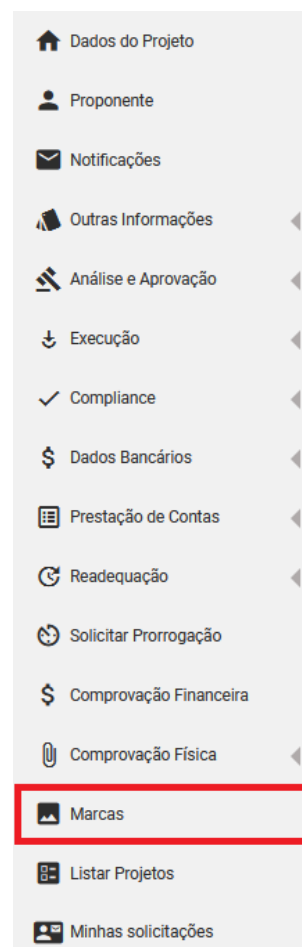 Dados do Projeto
Proponente
Notificações
Outras Informações
Análise e Aprovação
Execução
Compliance
Dados Bancários
Prestação de Contas
Readequação
Solicitar Prorrogação
Comprovação Financeira
Comprovação Física
Marcas
Listar Projetos
Minhas solicitações